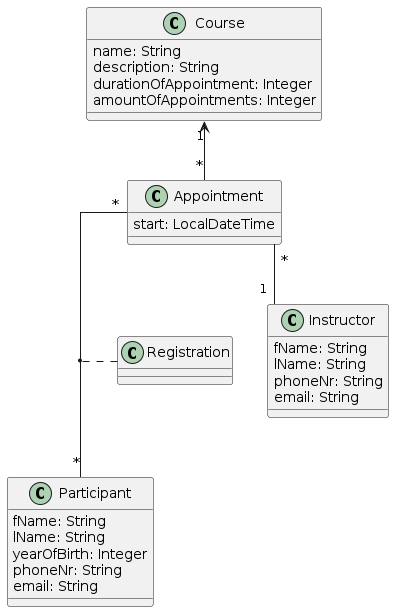 C Course
name: String
description: String
durationOfAppointment: Integer
amountOfAppointments: Integer
1
*
C Appointment
*
start: LocalDateTime
*
1
C Instructor
fName: String
lName: String
phoneNr: String
email: String
C Registration
*
C Participant
fName: String
lName: String
yearOfBirth: Integer
phoneNr: String
email: String